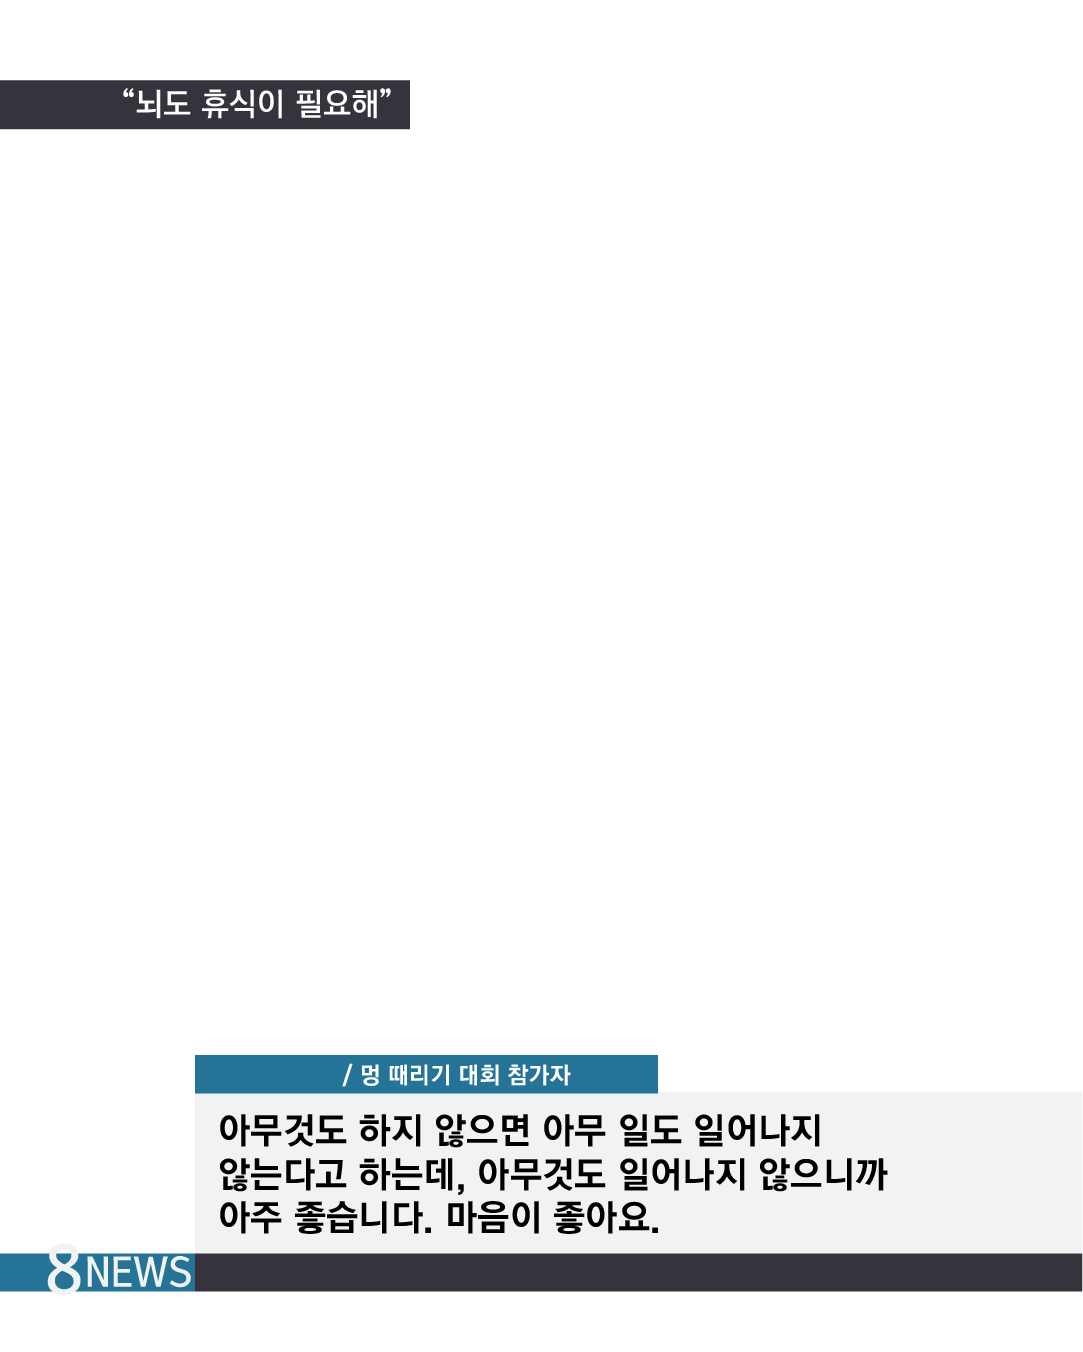 “뇌도 휴식이 필요해”
/ 멍 때리기 대회 참가자
아무것도 하지 않으면 아무 일도 일어나지
않는다고 하는데, 아무것도 일어나지 않으니까
아주 좋습니다. 마음이 좋아요.
8NEWS